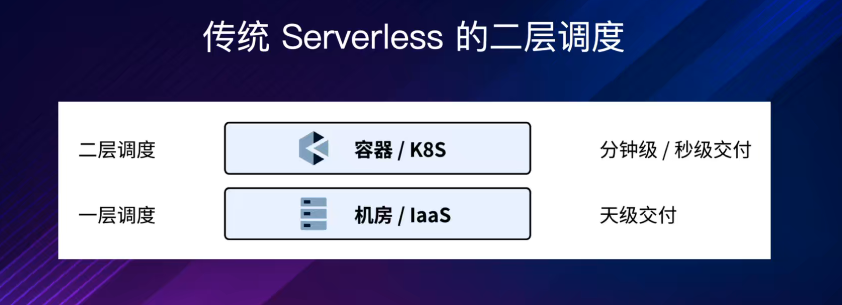 传统 Serverless 的二层调度
二层调度 容器 / K8S 分钟级 / 秒级交付
一层调度 机房 / IaaS 天级交付